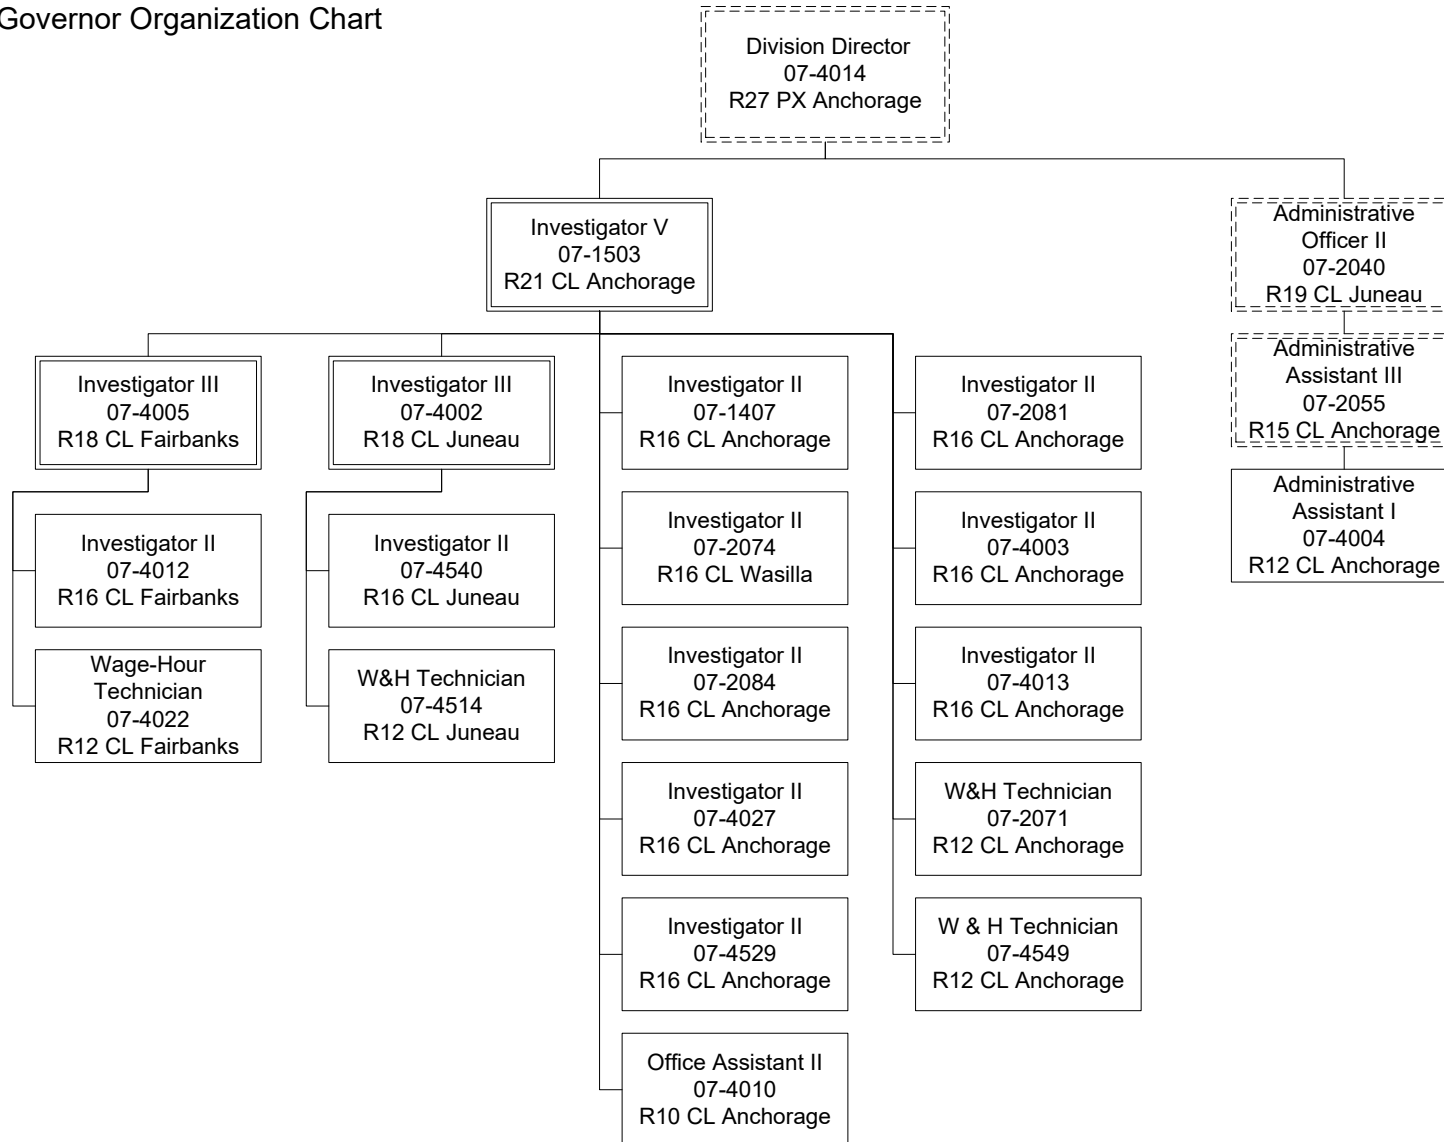 Governor Organization Chart
Division Director
07-4014
R27 PX Anchorage
Investigator V
07-1503
R21 CL Anchorage
Administrative
Officer II
07-2040
R19 CL Juneau
Investigator III
07-4005
R18 CL Fairbanks
Investigator III
07-4002
R18 CL Juneau
Investigator II
07-1407
R16 CL Anchorage
Investigator II
07-2081
R16 CL Anchorage
Administrative
Assistant III
07-2055
R15 CL Anchorage
Investigator II
07-4012
R16 CL Fairbanks
Investigator II
07-4540
R16 CL Juneau
Investigator II
07-2074
R16 CL Wasilla
Investigator II
07-4003
R16 CL Anchorage
Administrative
Assistant I
07-4004
R12 CL Anchorage
Wage-Hour
Technician
07-4022
R12 CL Fairbanks
W&H Technician
07-4514
R12 CL Juneau
Investigator II
07-2084
R16 CL Anchorage
Investigator II
07-4013
R16 CL Anchorage
Investigator II
07-4027
R16 CL Anchorage
W&H Technician
07-2071
R12 CL Anchorage
Investigator II
07-4529
R16 CL Anchorage
W & H Technician
07-4549
R12 CL Anchorage
Office Assistant II
07-4010
R10 CL Anchorage